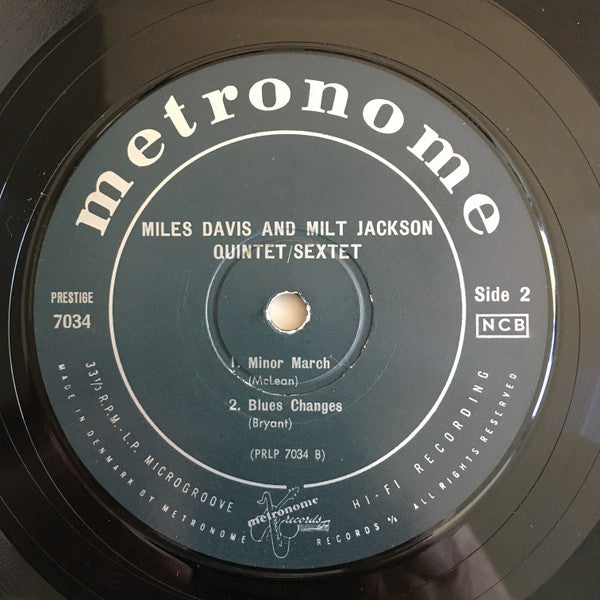 metronome
MILES DAVIS AND MILT JACKSON
QUINTET/SEXTET
PRESTIGE
7034
Side 2
NCB
1. Minor March
(McLean)
2. Blues Changes
(Bryant)
(PRLP 7034 B)
33 1/3 R.P.M.-L.P. MICROGROOVE
HI-FI RECORDING
MADE IN DENMARK BY METRONOME
RECORDS A/S ALL RIGHTS RESERVED
metronome
records